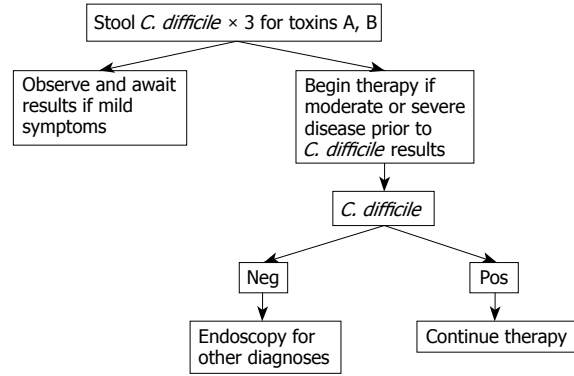 Stool C. difficile × 3 for toxins A, B
Observe and await
results if mild
symptoms
Begin therapy if
moderate or severe
disease prior to
C. difficile results
C. difficile
Neg
Pos
Endoscopy for
other diagnoses
Continue therapy